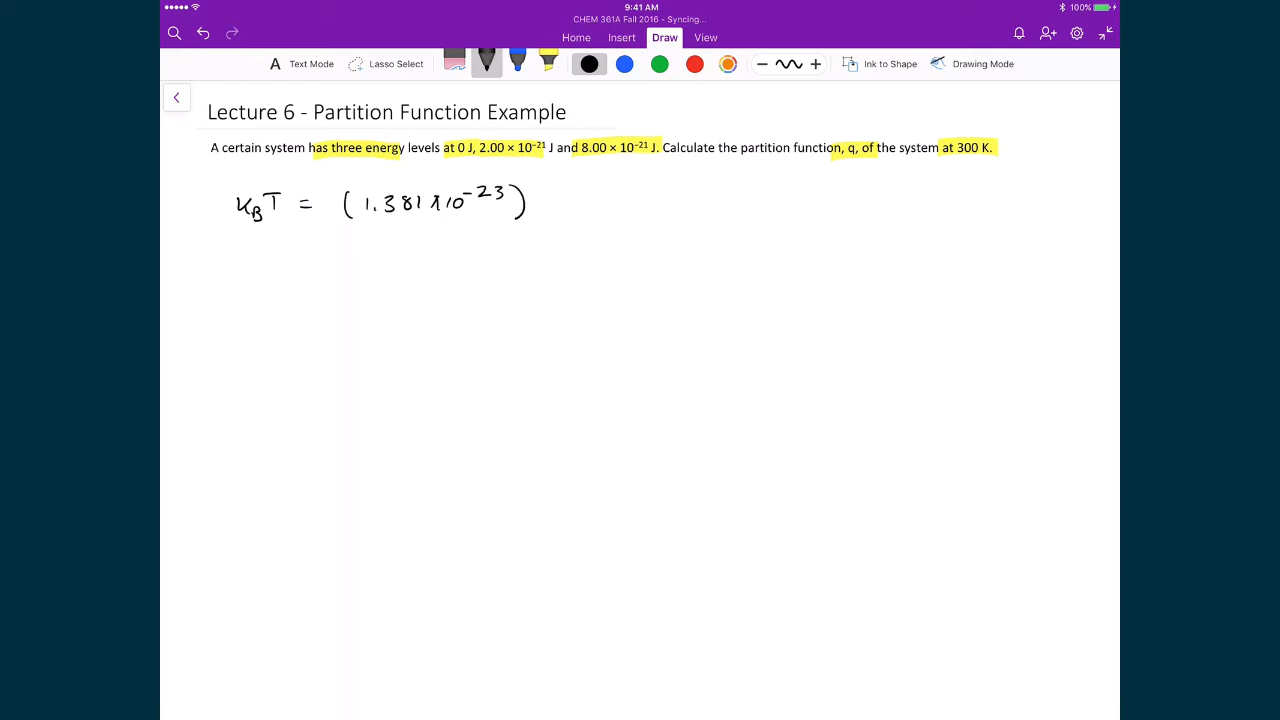 9:41 AM
100%
CHEM 361A Fall 2016 - Syncing...
Home Insert Draw View
A Text Mode Lasso Select Ink to Shape Drawing Mode
Lecture 6 - Partition Function Example
A certain system has three energy levels at 0 J, 2.00 × 10⁻²¹ J and 8.00 × 10⁻²¹ J. Calculate the partition function, q, of the system at 300 K.
K_BT = (1.381×10⁻²³)